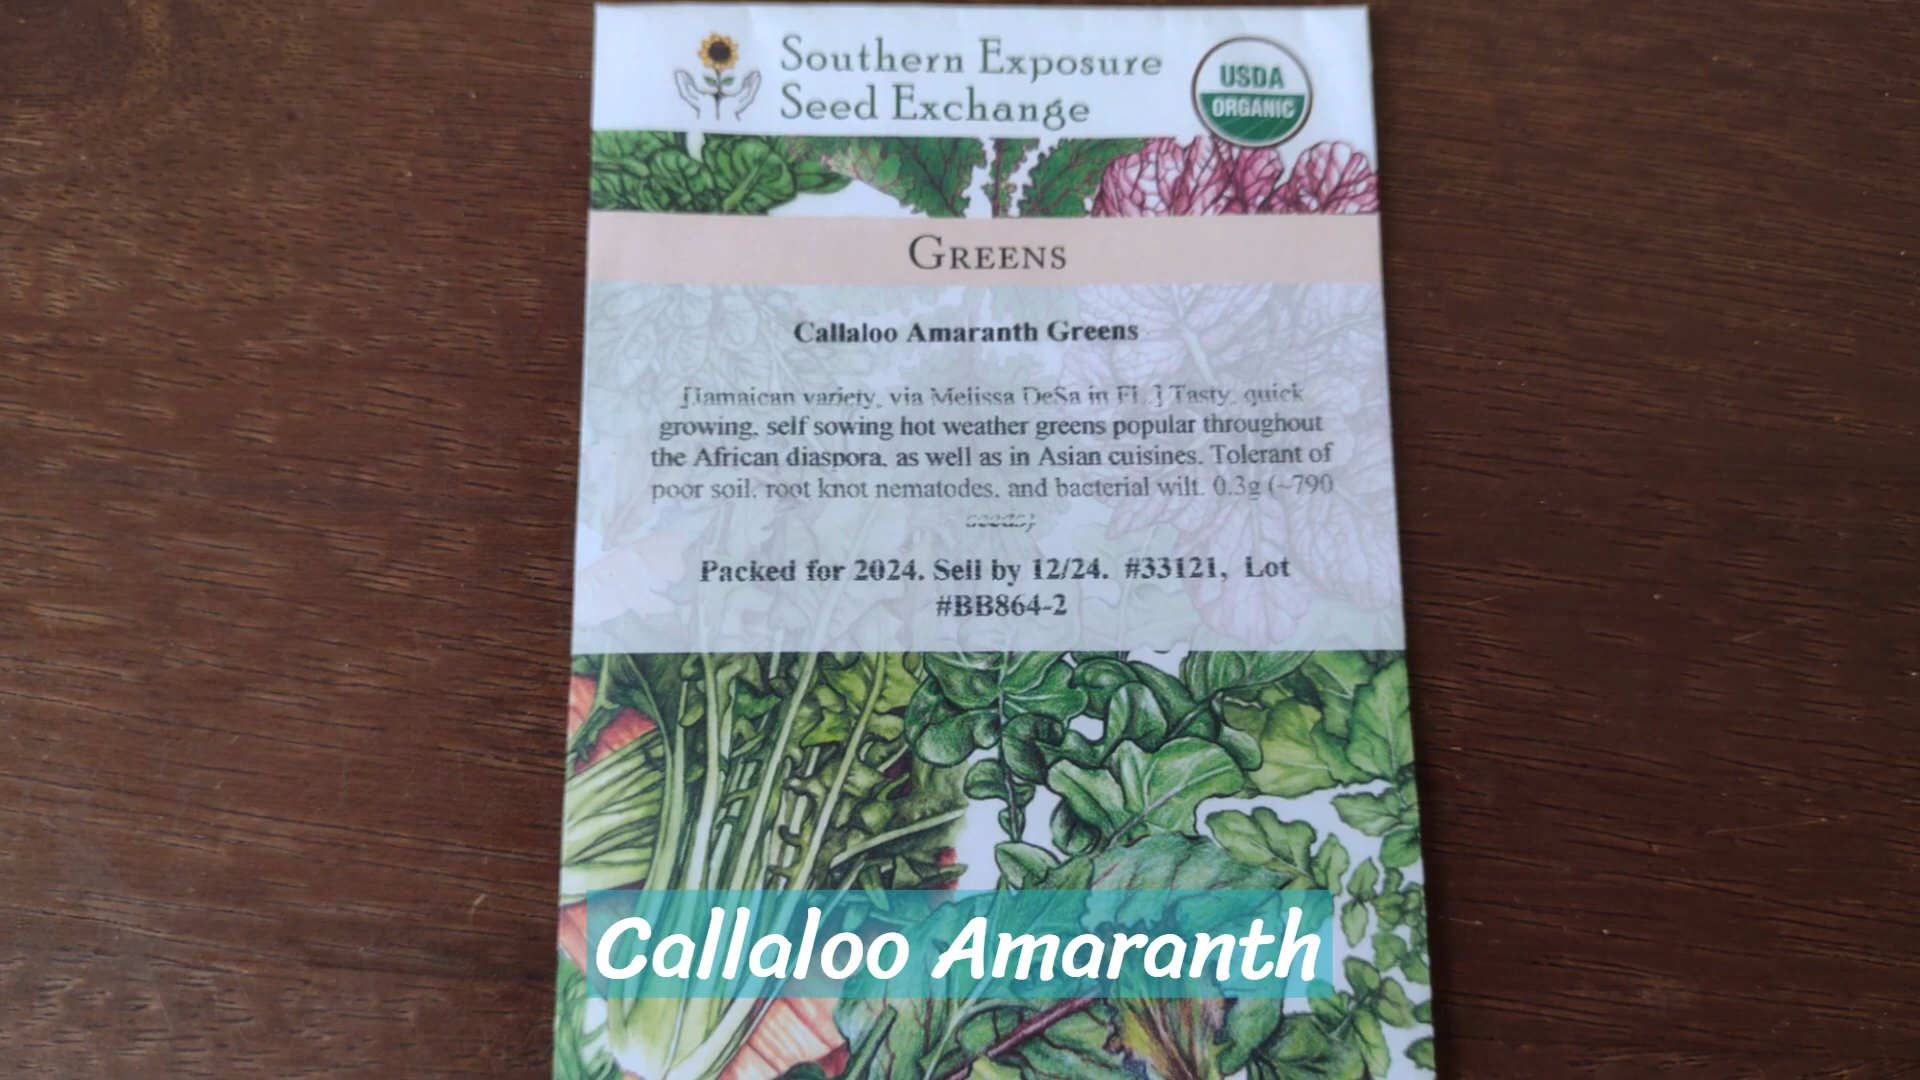 Southern Exposure
Seed Exchange
USDA
ORGANIC
GREENS
Callaloo Amaranth Greens
[Jamaican variety, via Melissa DeSa in FL.] Tasty, quick
growing, self sowing hot weather greens popular throughout
the African diaspora, as well as in Asian cuisines. Tolerant of
poor soil, root knot nematodes, and bacterial wilt. 0.3g (~790
seeds)
Packed for 2024. Sell by 12/24. #33121, Lot
#BB864-2
Callaloo Amaranth